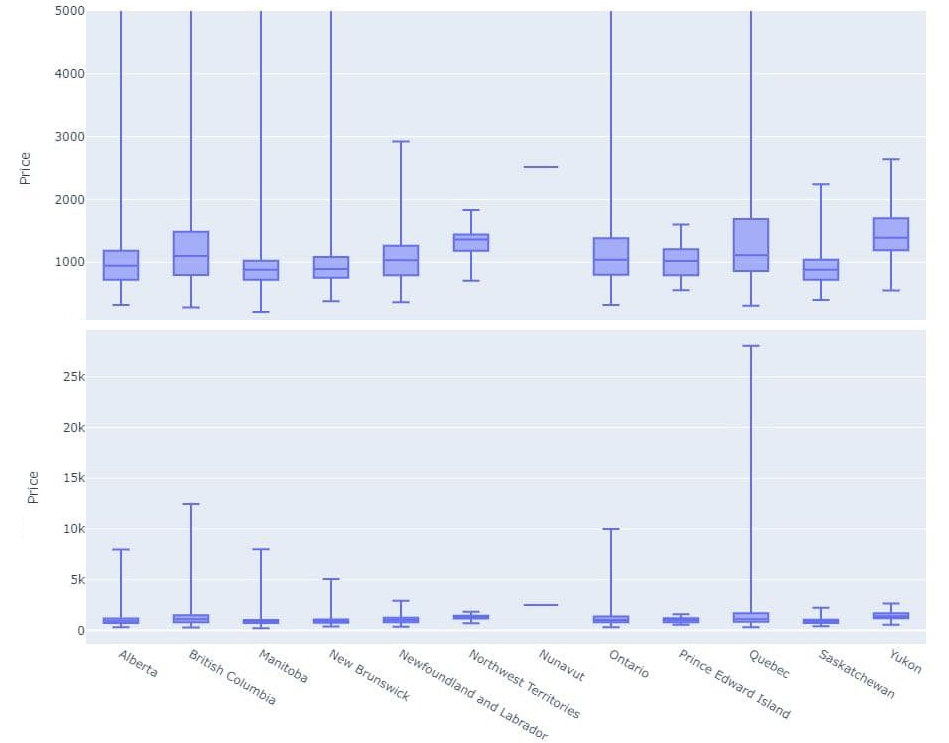 5000
4000
3000
2000
1000
Price
25k
20k
15k
10k
5k
0
Price
Alberta
British Columbia
Manitoba
New Brunswick
Newfoundland and Labrador
Northwest Territories
Nunavut
Ontario
Prince Edward Island
Quebec
Saskatchewan
Yukon